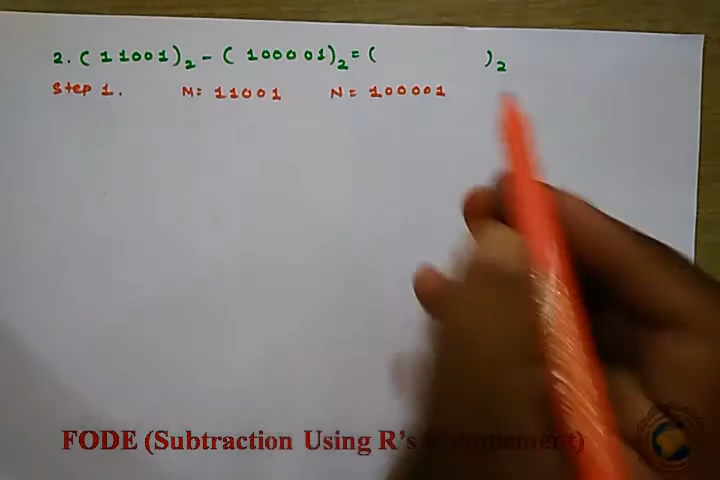 2. ( 11001 )2 - ( 100001 )2 = ( )2
Step 1. M= 11001 N= 100001
FODE (Subtraction Using R's